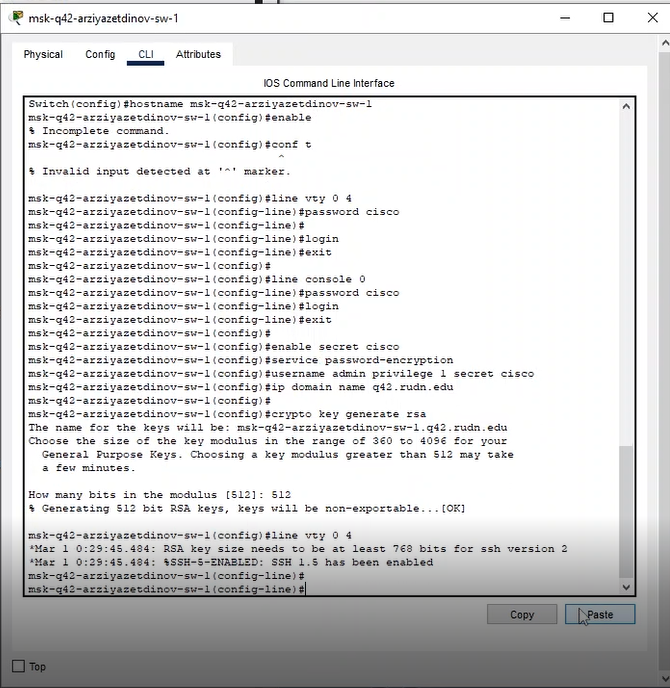 msk-q42-arziyazetdinov-sw-1
Physical Config CLI Attributes
IOS Command Line Interface
Switch(config)#hostname msk-q42-arziyazetdinov-sw-1
msk-q42-arziyazetdinov-sw-1(config)#enable
% Incomplete command.
msk-q42-arziyazetdinov-sw-1(config)#conf t
^
% Invalid input detected at '^' marker.
msk-q42-arziyazetdinov-sw-1(config)#line vty 0 4
msk-q42-arziyazetdinov-sw-1(config-line)#password cisco
msk-q42-arziyazetdinov-sw-1(config-line)#
msk-q42-arziyazetdinov-sw-1(config-line)#login
msk-q42-arziyazetdinov-sw-1(config-line)#exit
msk-q42-arziyazetdinov-sw-1(config)#
msk-q42-arziyazetdinov-sw-1(config)#line console 0
msk-q42-arziyazetdinov-sw-1(config-line)#password cisco
msk-q42-arziyazetdinov-sw-1(config-line)#login
msk-q42-arziyazetdinov-sw-1(config-line)#exit
msk-q42-arziyazetdinov-sw-1(config)#
msk-q42-arziyazetdinov-sw-1(config)#enable secret cisco
msk-q42-arziyazetdinov-sw-1(config)#service password-encryption
msk-q42-arziyazetdinov-sw-1(config)#username admin privilege 1 secret cisco
msk-q42-arziyazetdinov-sw-1(config)#ip domain name q42.rudn.edu
msk-q42-arziyazetdinov-sw-1(config)#
msk-q42-arziyazetdinov-sw-1(config)#crypto key generate rsa
The name for the keys will be: msk-q42-arziyazetdinov-sw-1.q42.rudn.edu
Choose the size of the key modulus in the range of 360 to 4096 for your
General Purpose Keys. Choosing a key modulus greater than 512 may take
a few minutes.
How many bits in the modulus [512]: 512
% Generating 512 bit RSA keys, keys will be non-exportable...[OK]
msk-q42-arziyazetdinov-sw-1(config)#line vty 0 4
*Mar 1 0:29:45.484: RSA key size needs to be at least 768 bits for ssh version 2
*Mar 1 0:29:45.484: %SSH-5-ENABLED: SSH 1.5 has been enabled
msk-q42-arziyazetdinov-sw-1(config-line)#
msk-q42-arziyazetdinov-sw-1(config-line)#
Copy Paste
Top